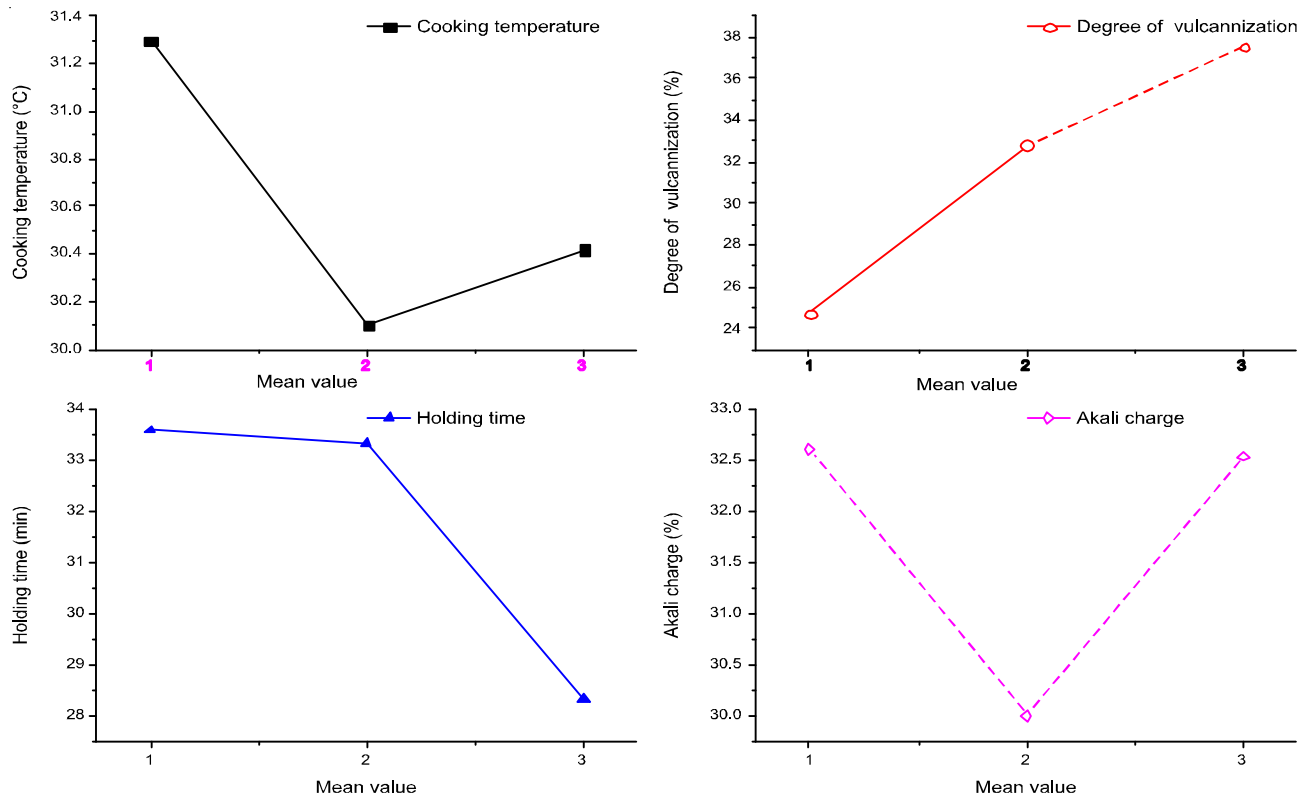 Cooking temperature
31.4
31.2
31.0
30.8
30.6
30.4
30.2
30.0
Cooking temperature (°C)
1 2 3
Mean value
Degree of vulcannization
38
36
34
32
28
28
26
24
Degree of vulcannization (%)
1 2 3
Mean value
Holding time
34
33
33
31
30
29
28
Holding time (min)
1 2 3
Mean value
Akali charge
33.0
32.5
32.0
31.5
31.0
30.5
30.0
Akali charge (%)
1 2 3
Mean value